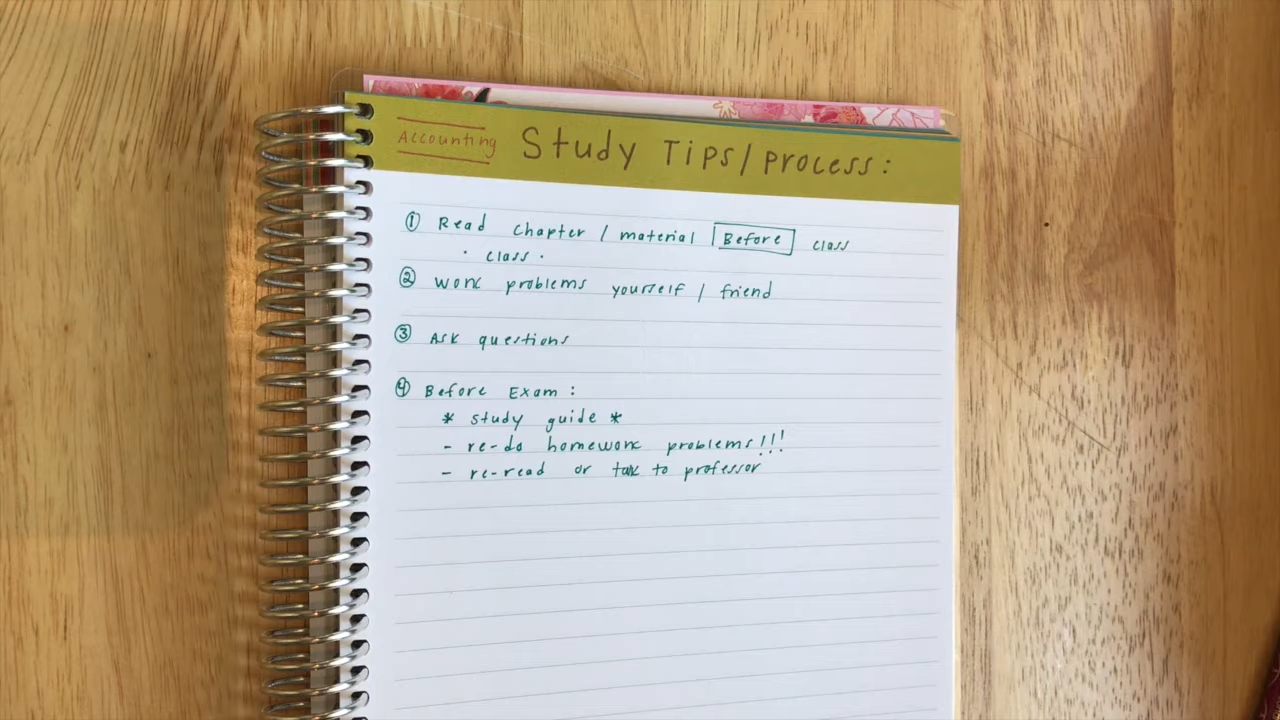 Accounting Study Tips/process:
① Read chapter / material Before class
· class ·
② work problems yourself / friend
③ Ask questions
④ Before Exam:
* study guide *
- re-do homework problems!!!
- re-read or talk to professor